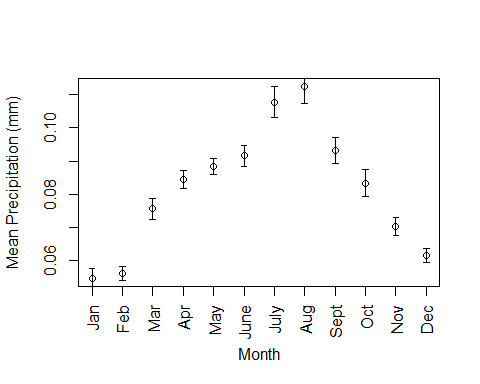 Mean Precipitation (mm)
0.10
0.08
0.06
Jan Feb Mar Apr May June July Aug Sept Oct Nov Dec
Month